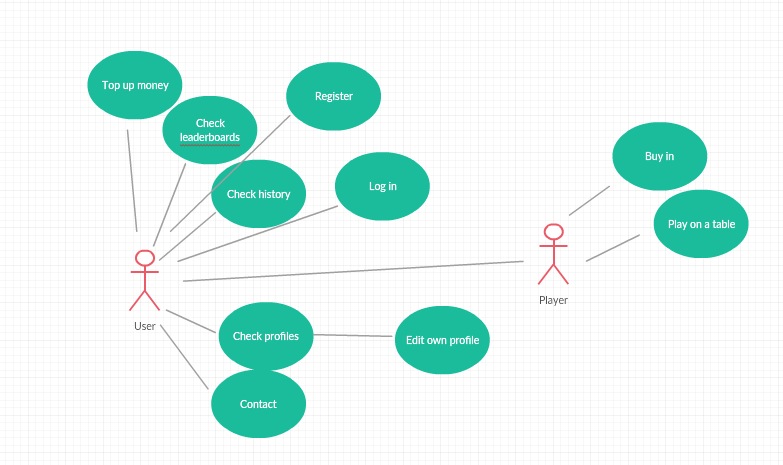 Top up money
Check
leaderboards
Register
Check history
Log in
Buy in
Play on a table
User
Player
Check profiles
Edit own profile
Contact